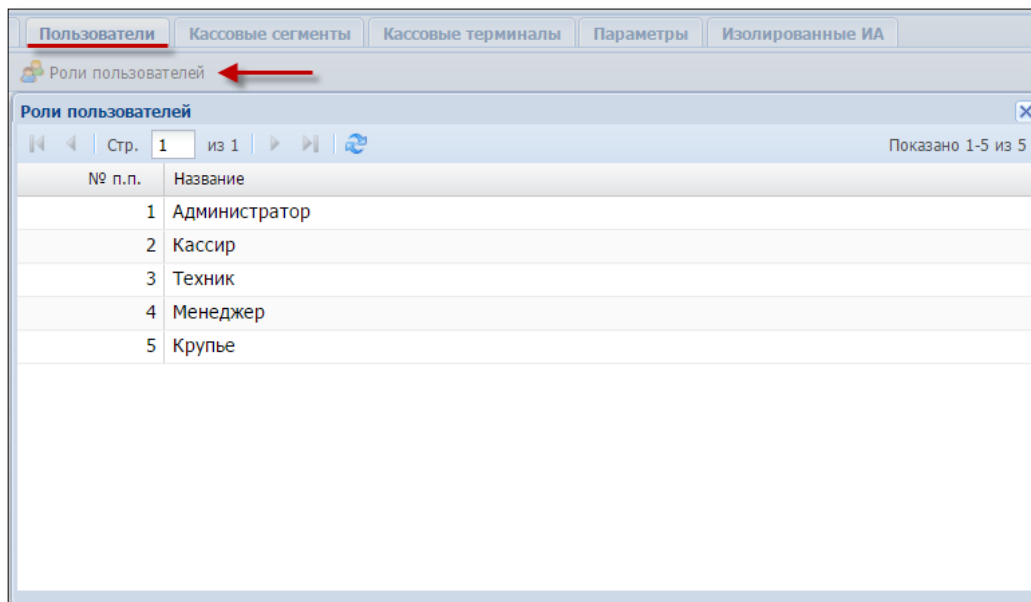 Пользователи Кассовые сегменты Кассовые терминалы Параметры Изолированные ИА
Роли пользователей
Роли пользователей
Стр. 1 из 1 Показано 1-5 из 5
№ п.п. Название
1 Администратор
2 Кассир
3 Техник
4 Менеджер
5 Крупье